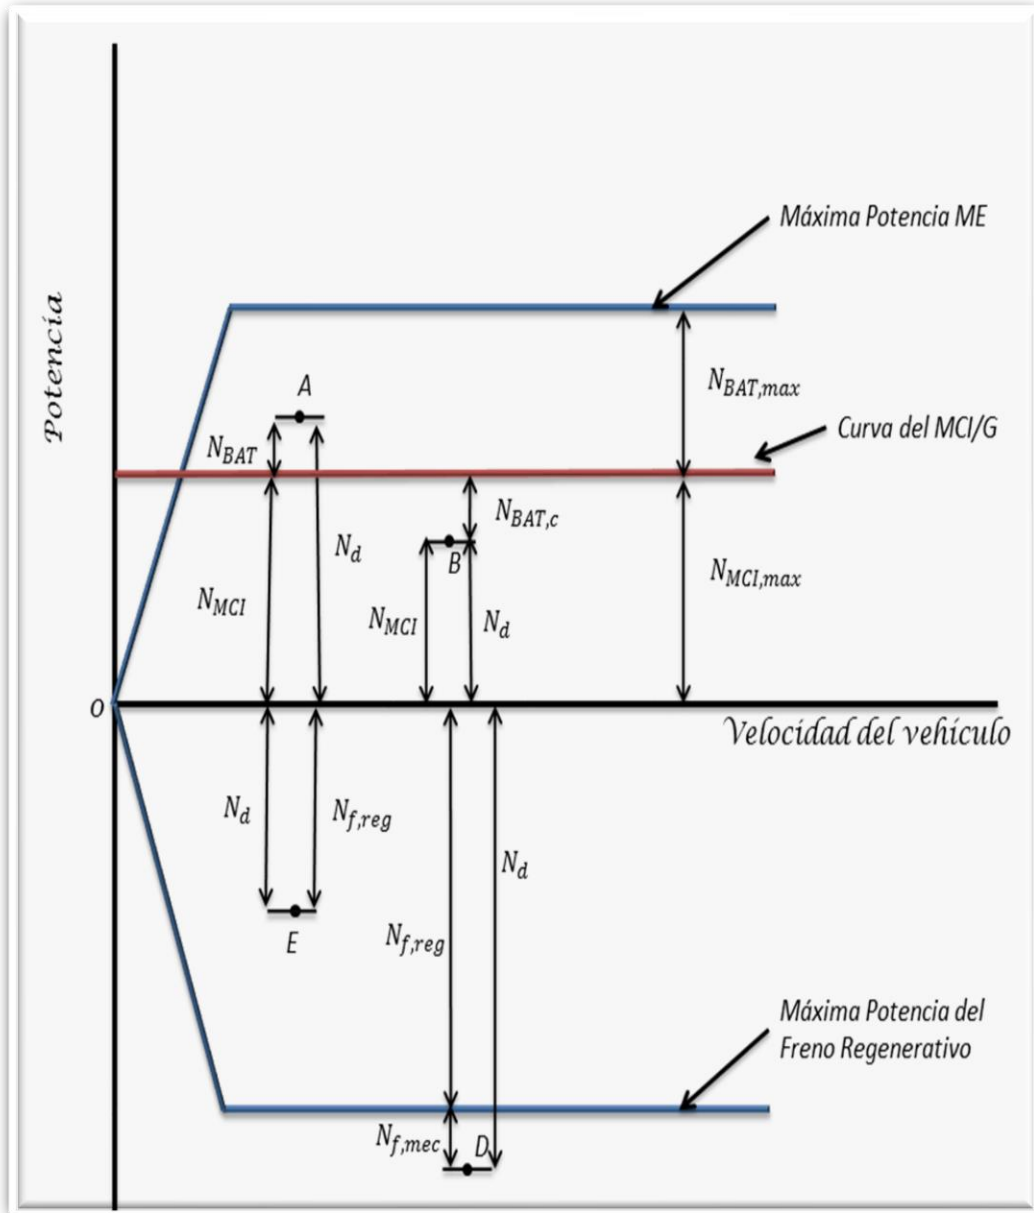 Potencia
Máxima Potencia ME
A
N_BAT,max
Curva del MCI/G
N_BAT
N_BAT,c
N_d
B
N_MCI,max
N_MCI
N_MCI
N_d
0
Velocidad del vehículo
N_d
N_f,reg
N_d
N_f,reg
E
Máxima Potencia del
Freno Regenerativo
N_f,mec
D